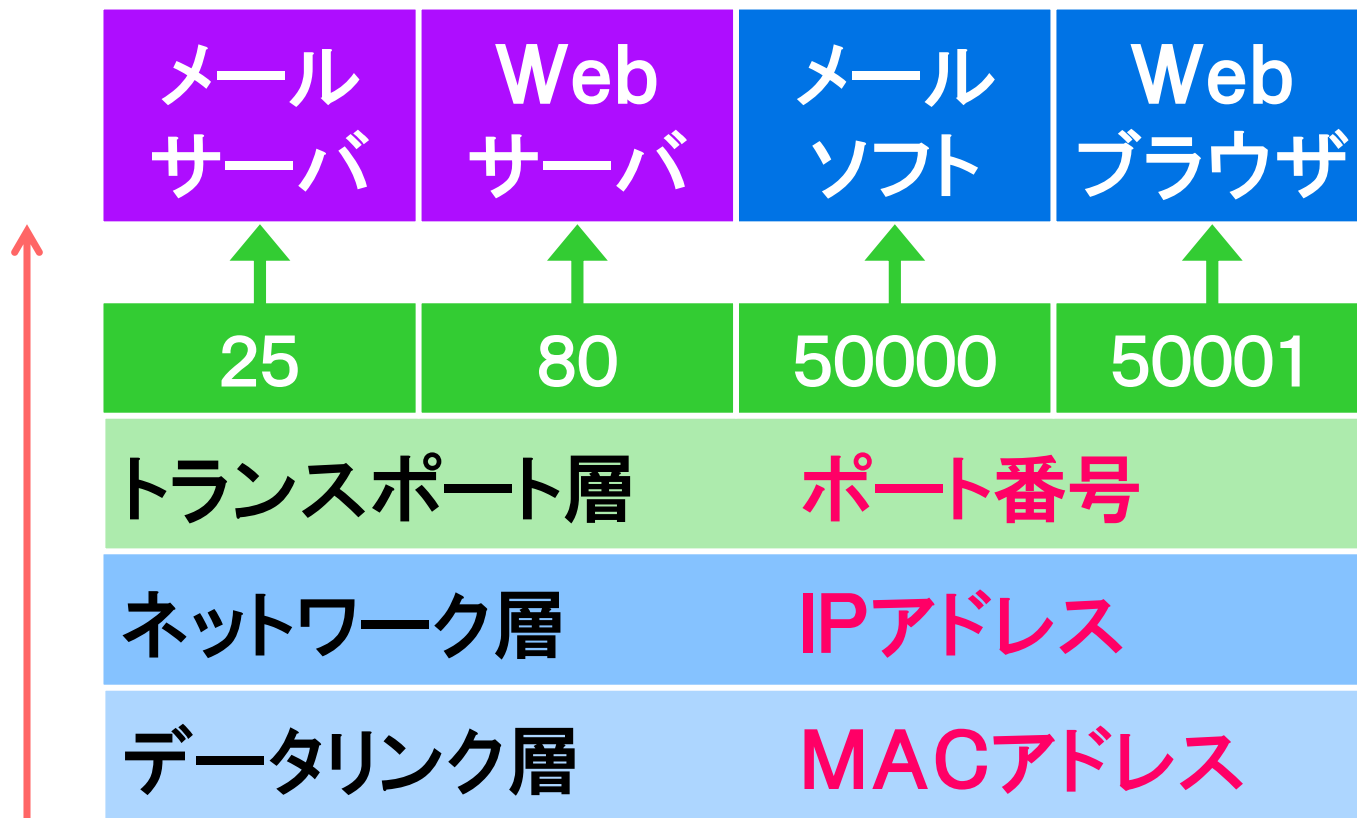 メール
サーバ
Web
サーバ
メール
ソフト
Web
ブラウザ
25 80 50000 50001
トランスポート層 ポート番号
ネットワーク層 IPアドレス
データリンク層 MACアドレス